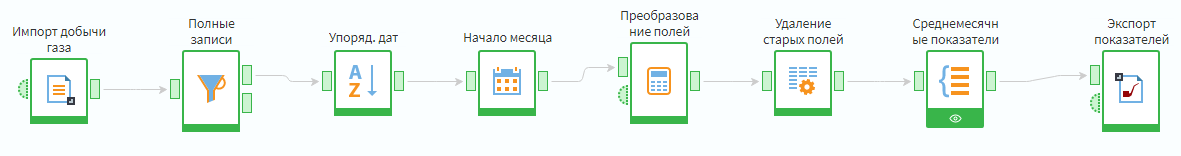 Импорт добычи
газа
Полные
записи
Упоряд. дат
Начало месяца
Преобразова
ние полей
Удаление
старых полей
Среднемесячн
ые показатели
Экспорт
показателей
A
Z